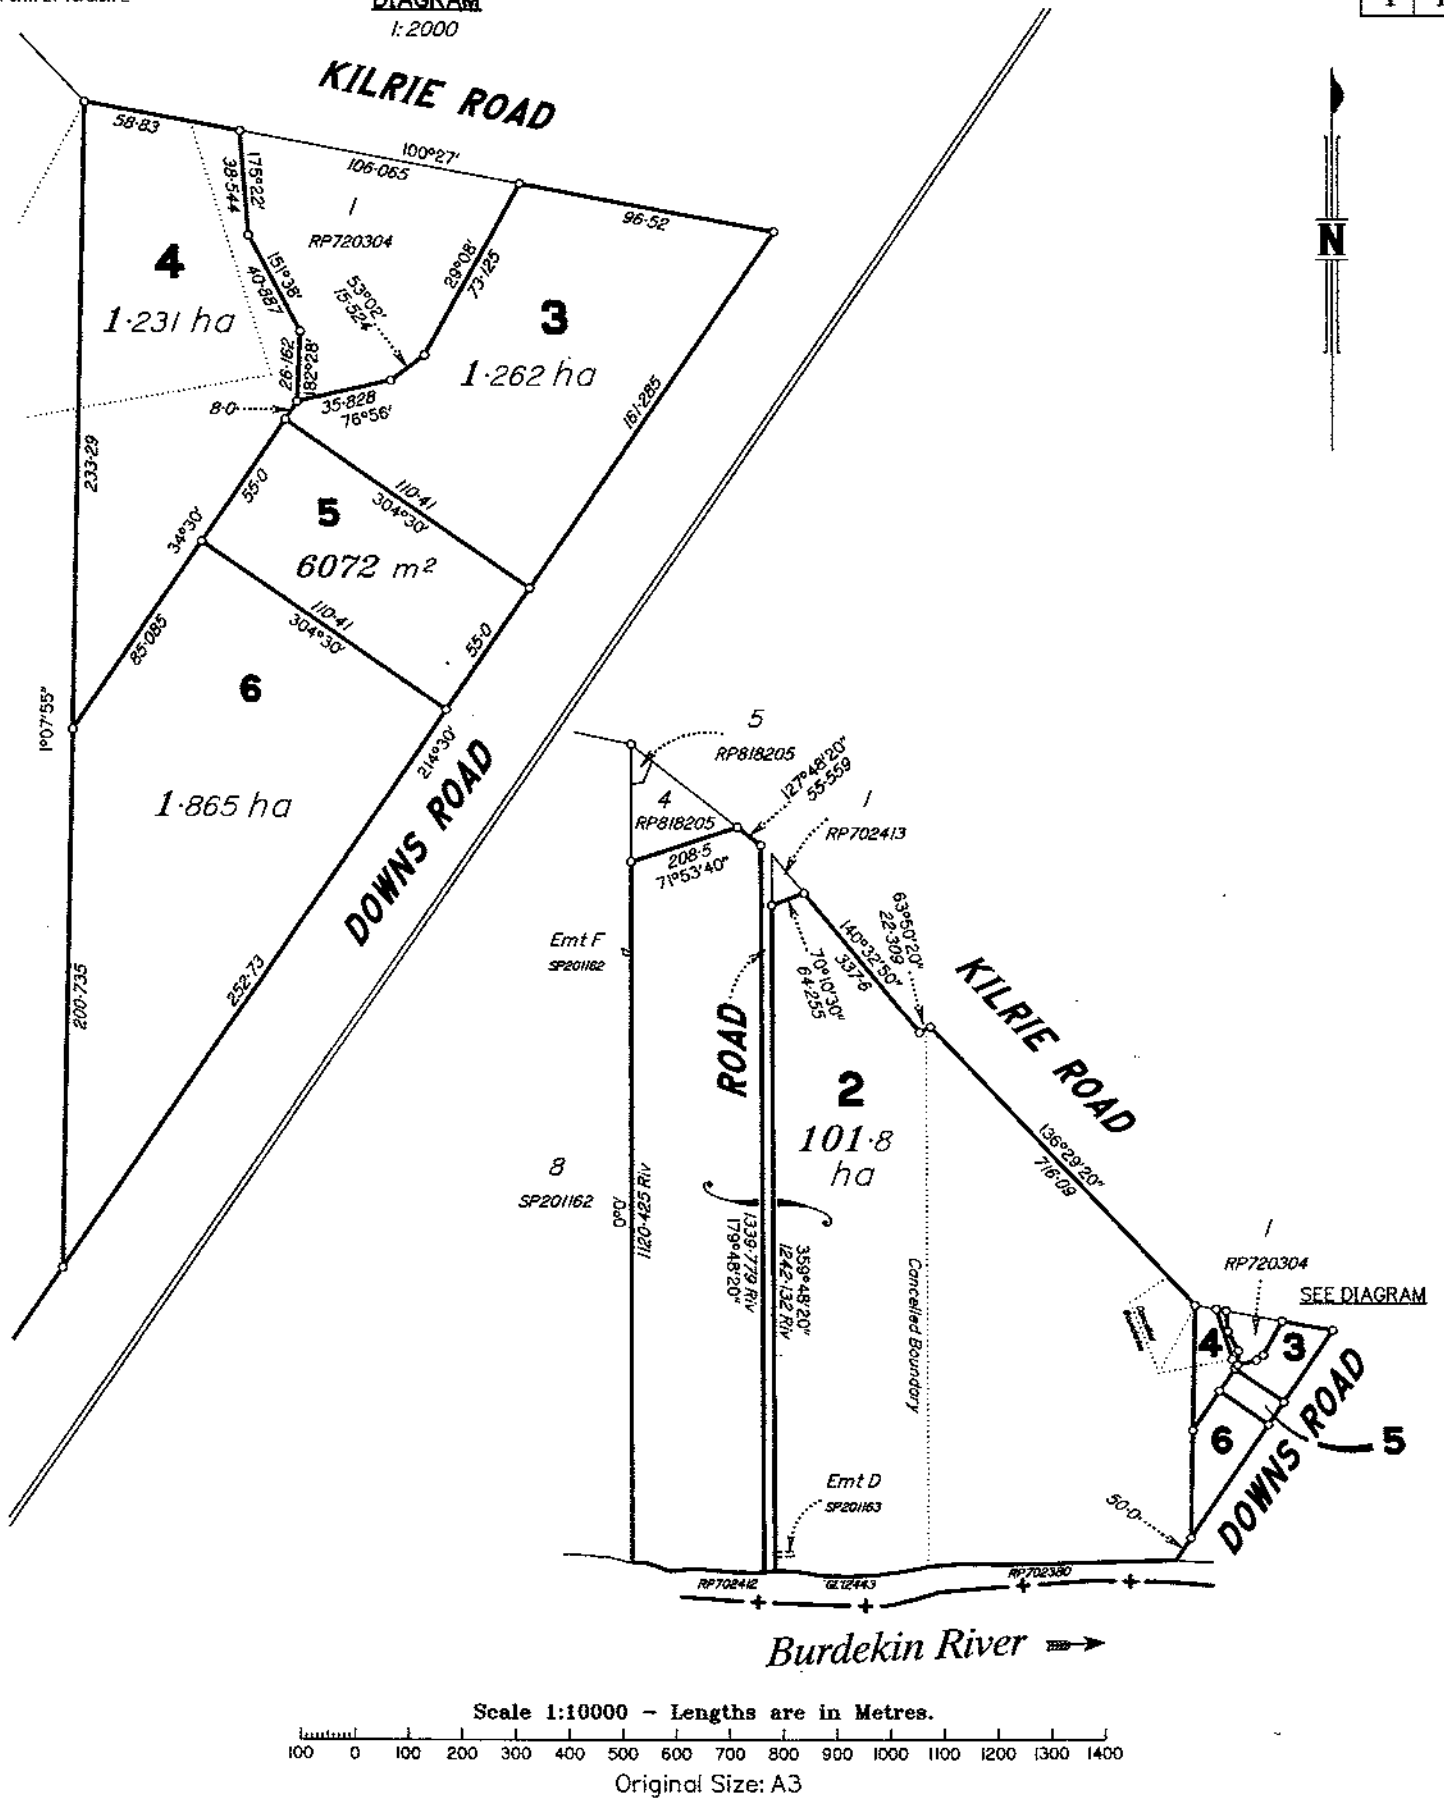 DIAGRAM
1:2000
KILRIE ROAD
58·83
100°27'
106·065
96·52
175°22'
38·544
1
RP720304
4
1·231 ha
151°38'
40·887
53°02'
15·524
29°08'
73·125
3
1·262 ha
26·162
182°28'
8·0
35·828
76°56'
161·285
233·29
55·0
34°30'
110·41
304°30'
5
6072 m²
85·085
110·41
304°30'
55·0
6
1°07'55"
214°30'
1·865 ha
DOWNS ROAD
252·73
200·735
N
5
RP818205
127°48'20"
55·559
4
RP818205
1
RP702413
208·5
71°53'40"
63°50'20"
22·309
140°32'50"
337·6
70°10'30"
64·255
Emt F
SP201162
ROAD
KILRIE ROAD
2
101·8
ha
136°29'20"
716·09
8
SP201162
0°0'
1120·425 Riv
1339·779 Riv
179°48'20"
359°48'20"
1242·132 Riv
Cancelled Boundary
1
RP720304
SEE DIAGRAM
4
3
6
5
DOWNS ROAD
50·0
Emt D
SP201163
RP702412
GL12443
RP702380
Burdekin River
Scale 1:10000 – Lengths are in Metres.
100 0 100 200 300 400 500 600 700 800 900 1000 1100 1200 1300 1400
Original Size: A3